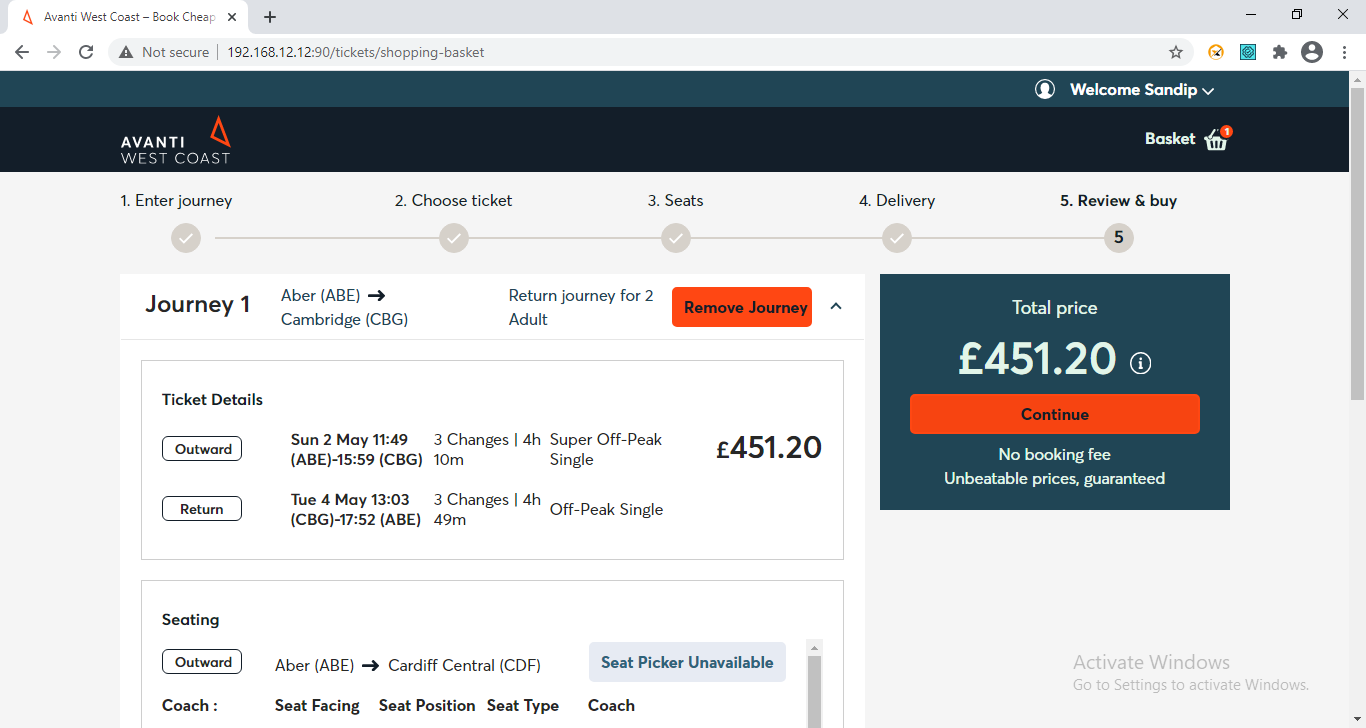 Avanti West Coast – Book Cheap
Not secure
192.168.12.12:90/tickets/shopping-basket
Welcome Sandip
AVANTI
WEST COAST
Basket
1
1. Enter journey
2. Choose ticket
3. Seats
4. Delivery
5. Review & buy
5
Journey 1
Aber (ABE) ➔
Cambridge (CBG)
Return journey for 2
Adult
Remove Journey
Total price
£451.20
Continue
No booking fee
Unbeatable prices, guaranteed
Ticket Details
Outward
Sun 2 May 11:49
(ABE)-15:59 (CBG)
3 Changes | 4h
10m
Super Off-Peak
Single
£451.20
Return
Tue 4 May 13:03
(CBG)-17:52 (ABE)
3 Changes | 4h
49m
Off-Peak Single
Seating
Outward
Aber (ABE) ➔ Cardiff Central (CDF)
Seat Picker Unavailable
Coach :
Seat Facing
Seat Position
Seat Type
Coach
Activate Windows
Go to Settings to activate Windows.